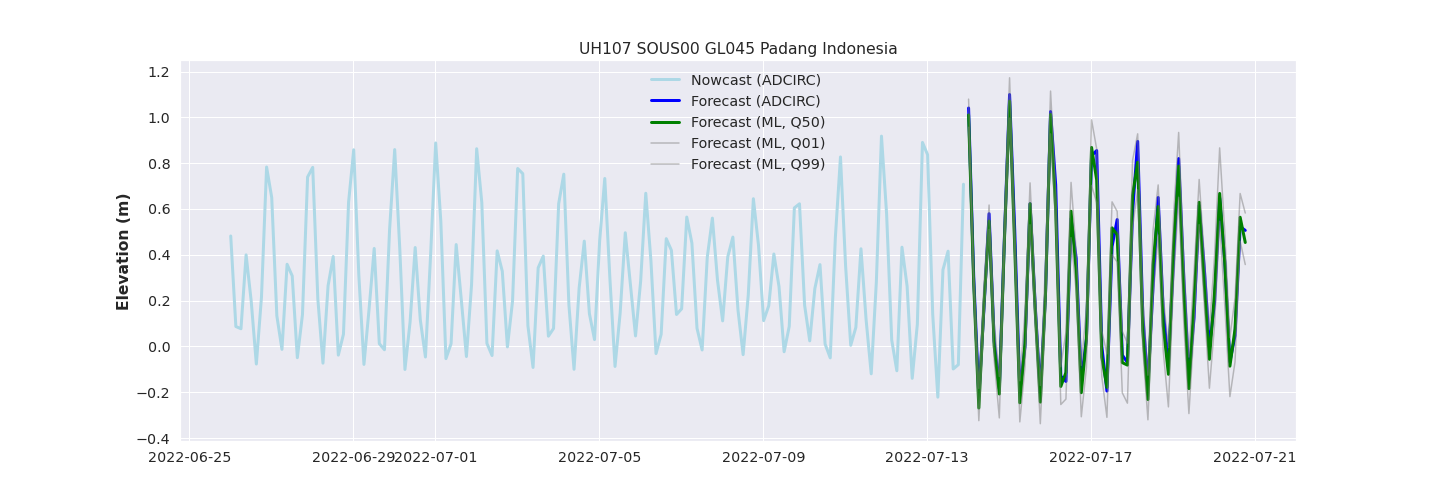 UH107 SOUS00 GL045 Padang Indonesia
Nowcast (ADCIRC)
Forecast (ADCIRC)
Forecast (ML, Q50)
Forecast (ML, Q01)
Forecast (ML, Q99)
Elevation (m)
1.2
1.0
0.8
0.6
0.4
0.2
0.0
−0.2
−0.4
2022-06-25 2022-06-29 2022-07-01 2022-07-05 2022-07-09 2022-07-13 2022-07-17 2022-07-21